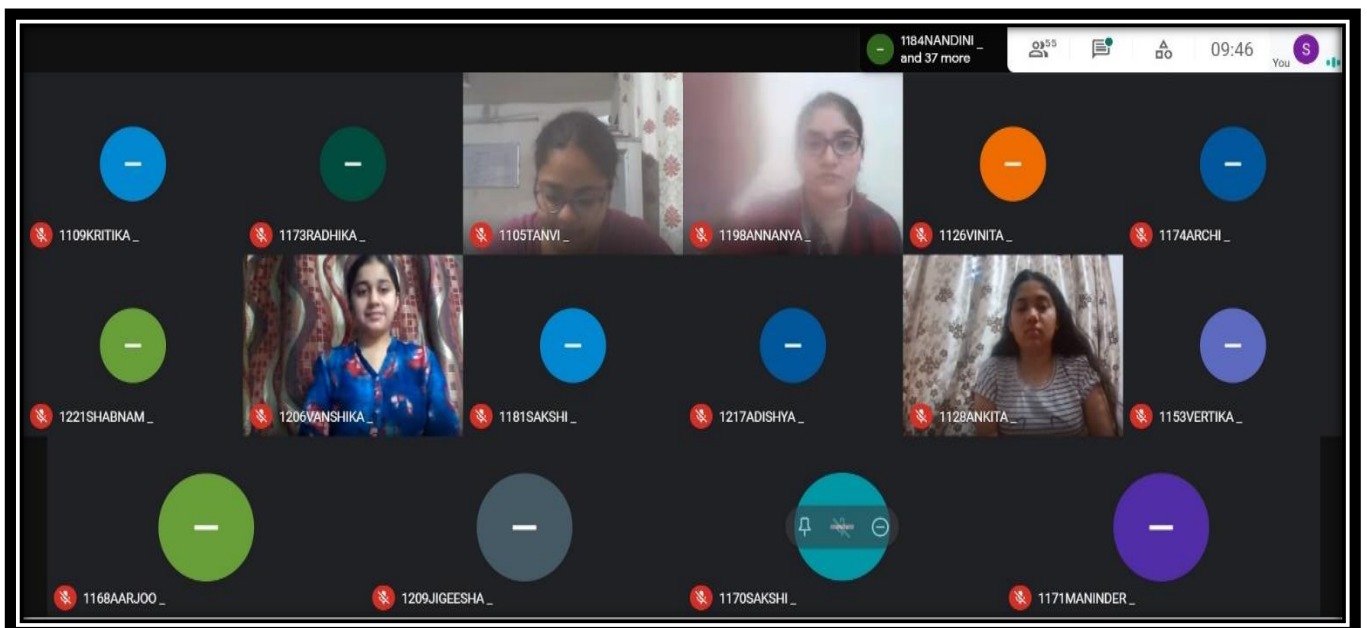 1184NANDINI _
and 37 more
55
09:46
You
S
1109KRITIKA _
1173RADHIKA _
1105TANVI _
1198ANNANYA _
1126VINITA _
1174ARCHI _
1221SHABNAM _
1206VANSHIKA _
1181SAKSHI _
1217ADISHYA _
1128ANKITA _
1153VERTIKA _
1168AARJOO _
1209JIGEESHA _
1170SAKSHI _
1171MANINDER _